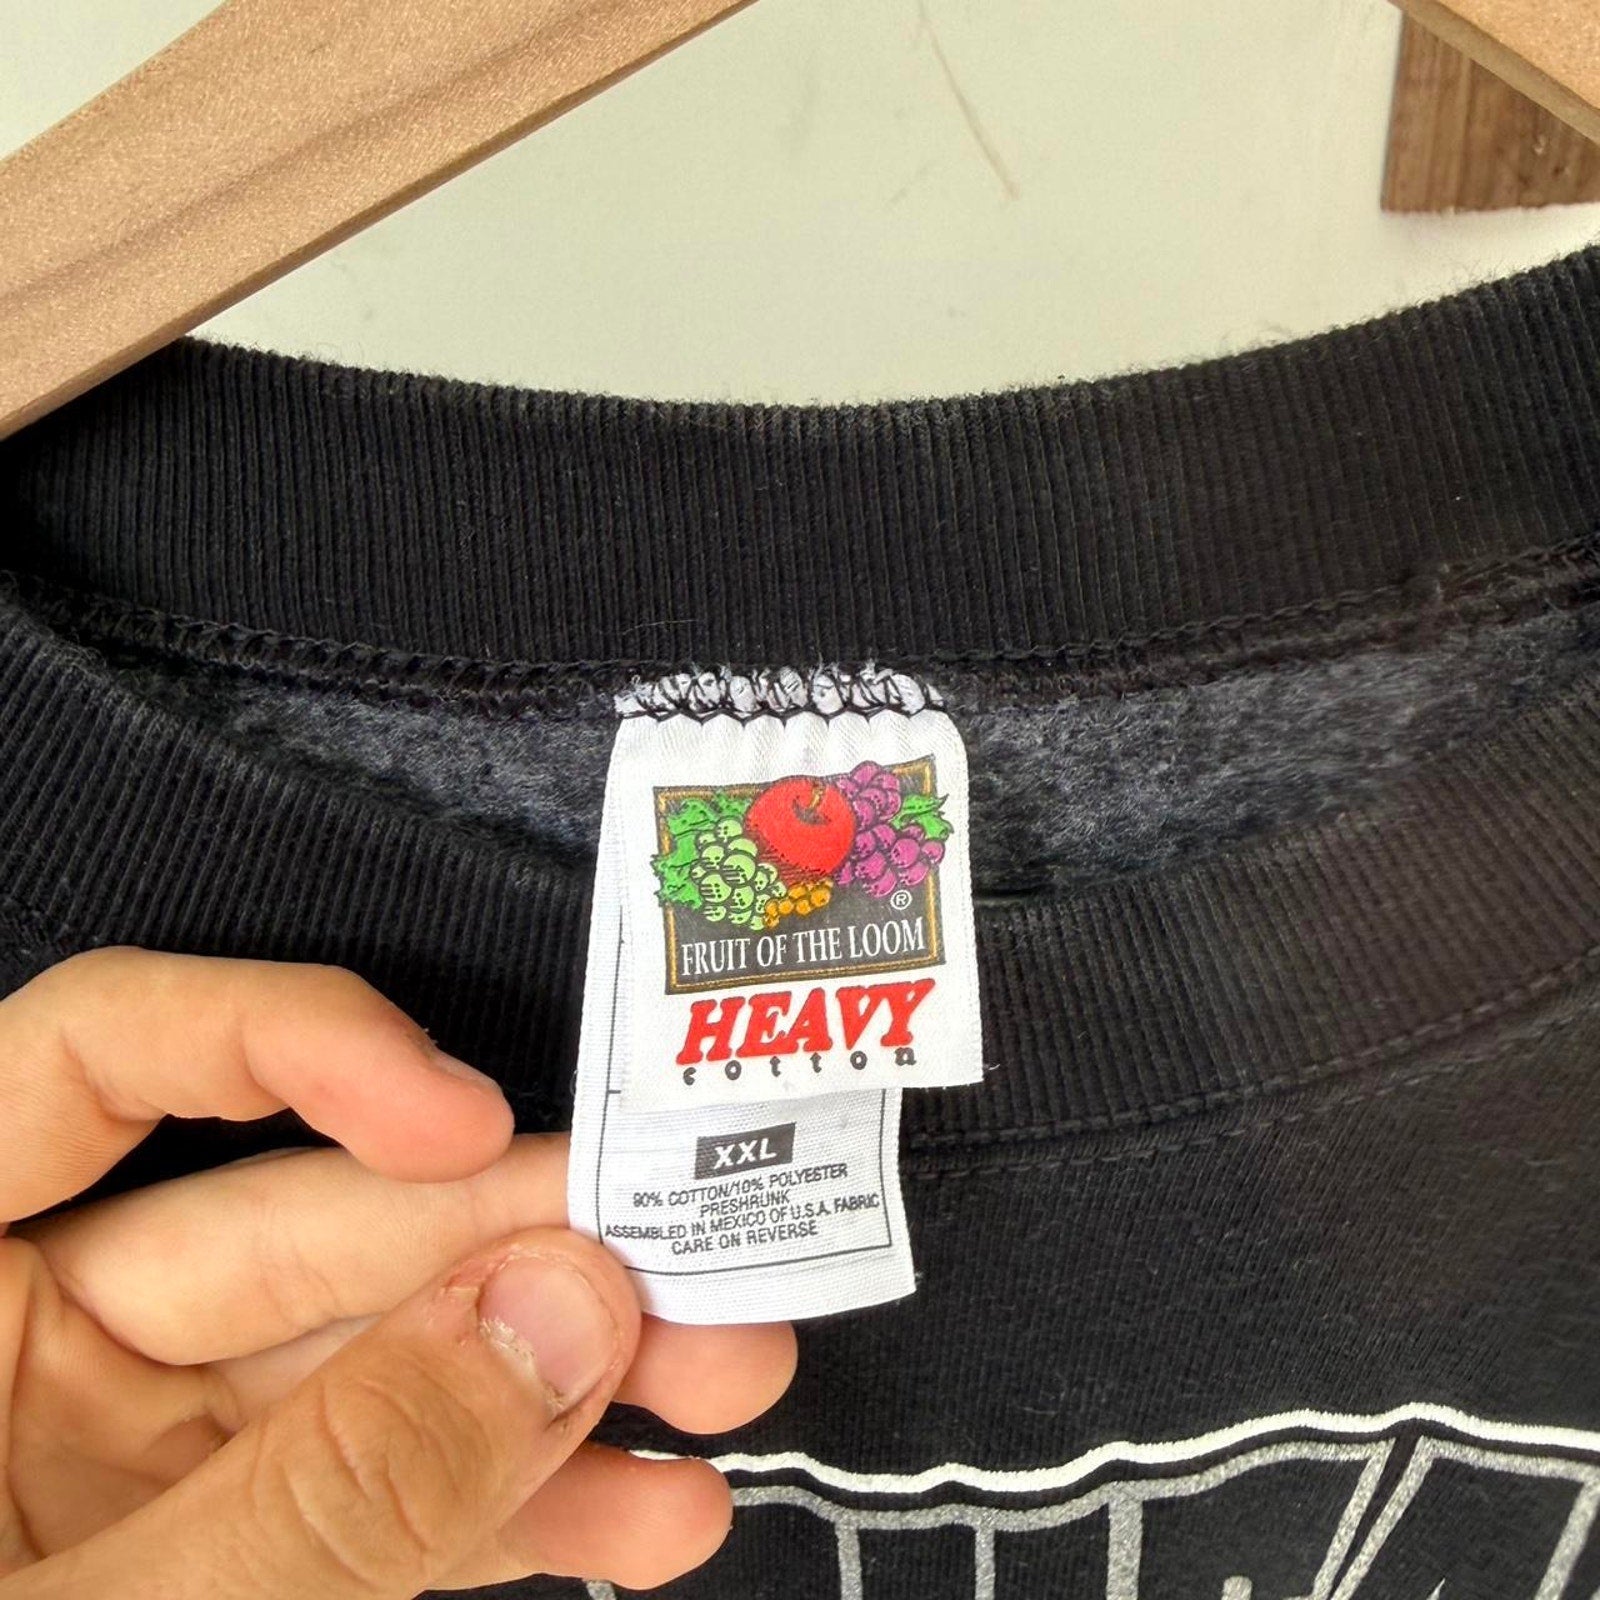 ®
FRUIT OF THE LOOM
HEAVY
cotton
XXL
90% COTTON/10% POLYESTER
PRESHRUNK
ASSEMBLED IN MEXICO OF U.S.A. FABRIC
CARE ON REVERSE